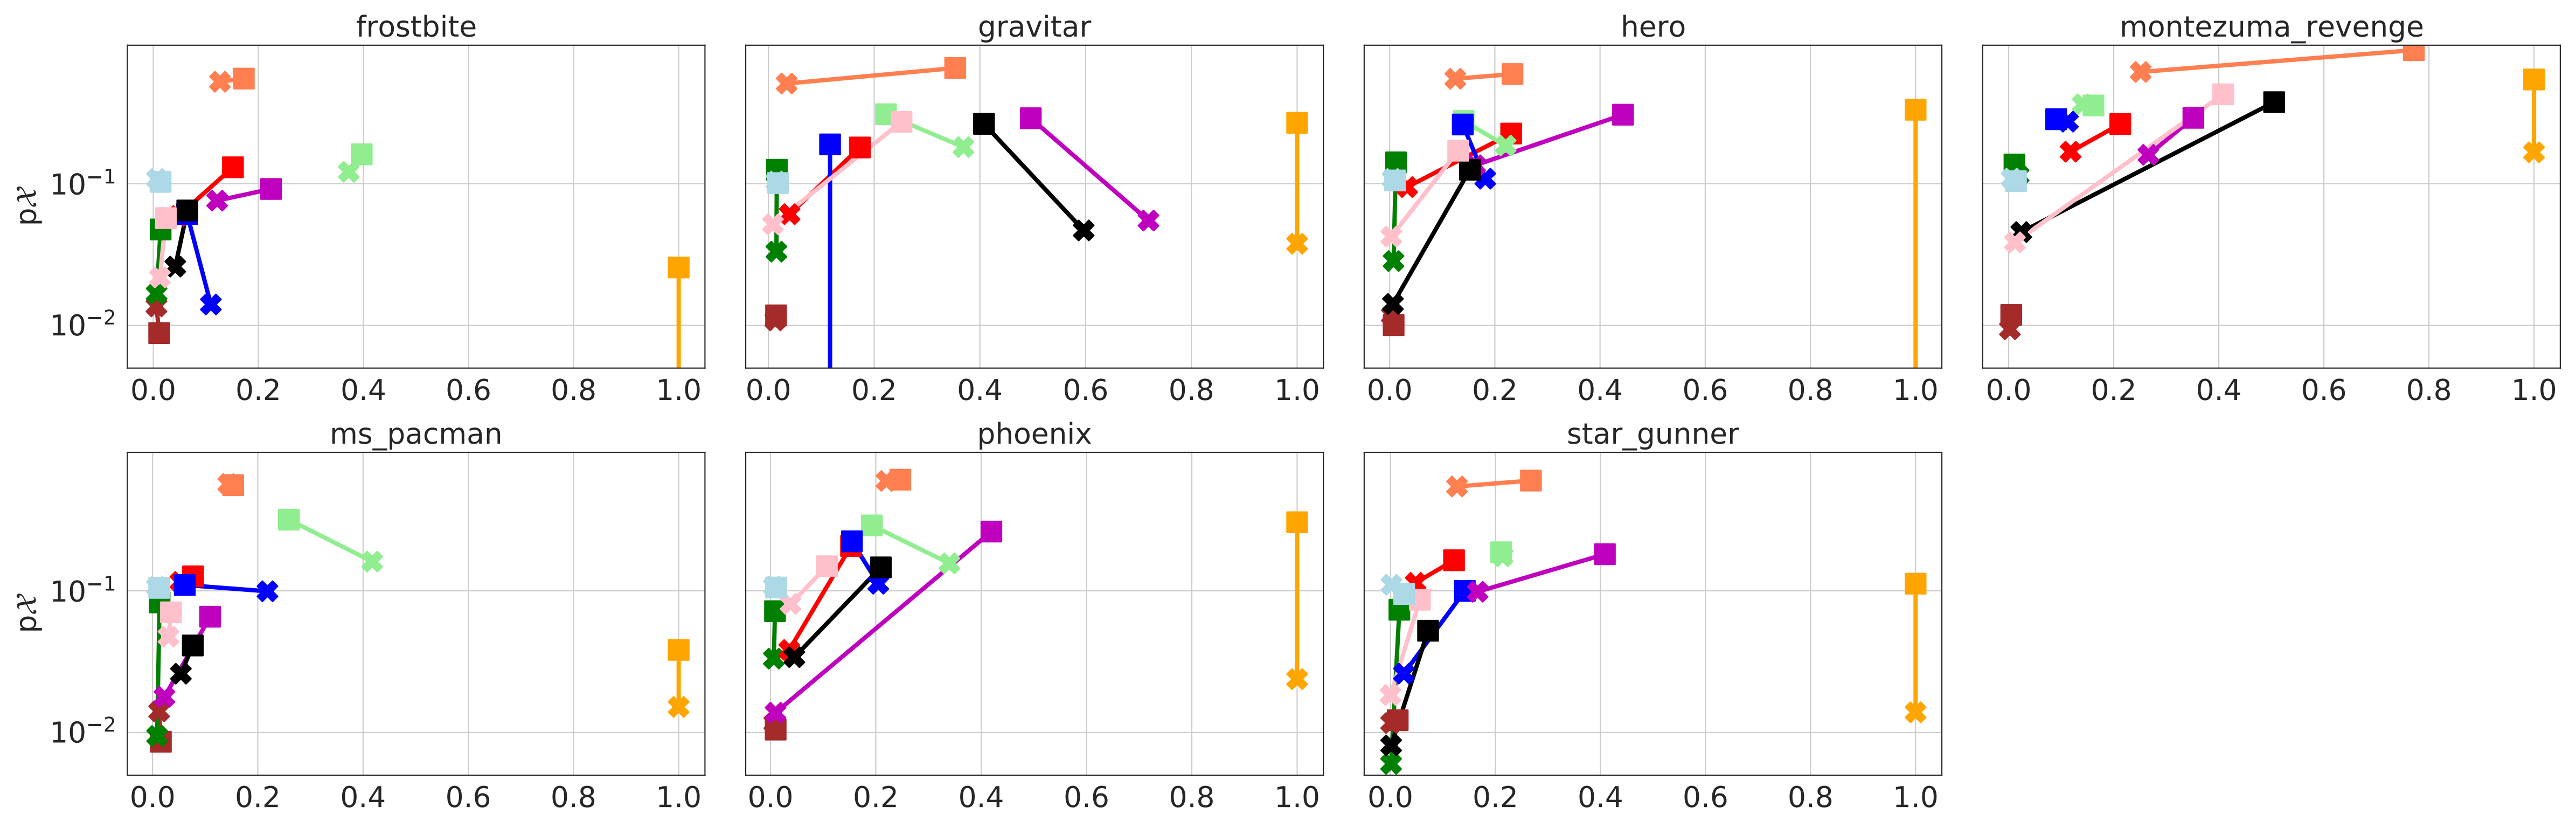 frostbite gravitar hero montezuma_revenge
p𝒳
10⁻¹
10⁻²
0.0 0.2 0.4 0.6 0.8 1.0 0.0 0.2 0.4 0.6 0.8 1.0 0.0 0.2 0.4 0.6 0.8 1.0 0.0 0.2 0.4 0.6 0.8 1.0
ms_pacman phoenix star_gunner
p𝒳
10⁻¹
10⁻²
0.0 0.2 0.4 0.6 0.8 1.0 0.0 0.2 0.4 0.6 0.8 1.0 0.0 0.2 0.4 0.6 0.8 1.0